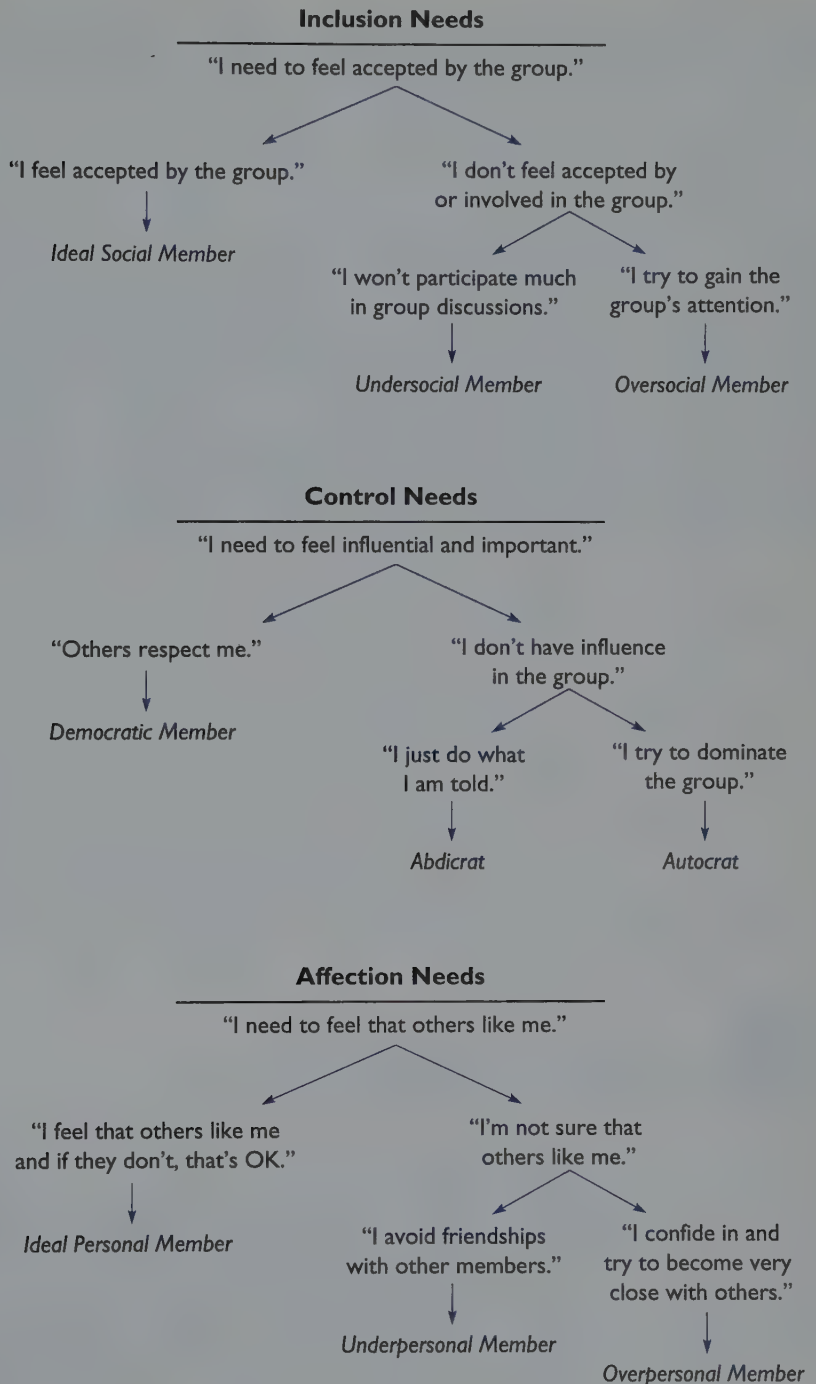 Inclusion Needs
“I need to feel accepted by the group.”
“I feel accepted by the group.”
Ideal Social Member
“I don’t feel accepted by
or involved in the group.”
“I won’t participate much
in group discussions.”
Undersocial Member
“I try to gain the
group’s attention.”
Oversocial Member
Control Needs
“I need to feel influential and important.”
“Others respect me.”
Democratic Member
“I don’t have influence
in the group.”
“I just do what
I am told.”
Abdicrat
“I try to dominate
the group.”
Autocrat
Affection Needs
“I need to feel that others like me.”
“I feel that others like me
and if they don’t, that’s OK.”
Ideal Personal Member
“I’m not sure that
others like me.”
“I avoid friendships
with other members.”
Underpersonal Member
“I confide in and
try to become very
close with others.”
Overpersonal Member